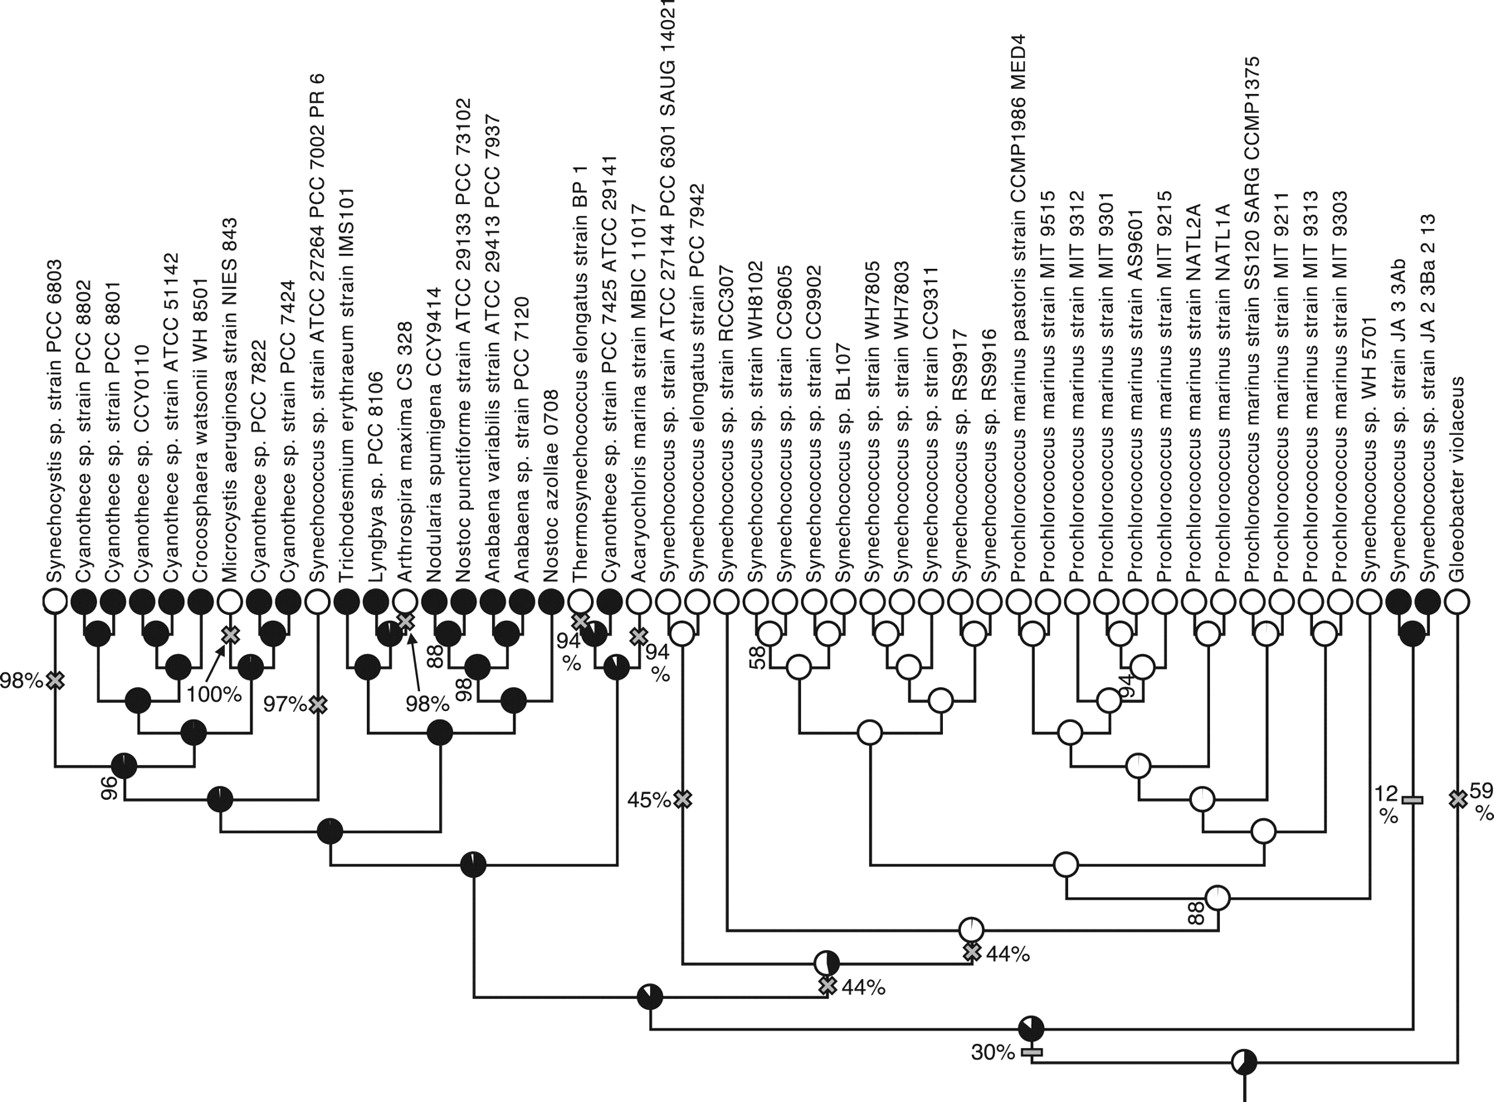 Synechocystis sp. strain PCC 6803
Cyanothece sp. strain PCC 8802
Cyanothece sp. strain PCC 8801
Cyanothece sp. CCY0110
Cyanothece sp. strain ATCC 51142
Crocosphaera watsonii WH 8501
Microcystis aeruginosa strain NIES 843
Cyanothece sp. PCC 7822
Cyanothece sp. strain PCC 7424
Synechococcus sp. strain ATCC 27264 PCC 7002 PR 6
Trichodesmium erythraeum strain IMS101
Lyngbya sp. PCC 8106
Arthrospira maxima CS 328
Nodularia spumigena CCY9414
Nostoc punctiforme strain ATCC 29133 PCC 73102
Anabaena variabilis strain ATCC 29413 PCC 7937
Anabaena sp. strain PCC 7120
Nostoc azollae 0708
Thermosynechococcus elongatus strain BP 1
Cyanothece sp. strain PCC 7425 ATCC 29141
Acaryochloris marina strain MBIC 11017
Synechococcus sp. strain ATCC 27144 PCC 6301 SAUG 14021
Synechococcus elongatus strain PCC 7942
Synechococcus sp. strain RCC307
Synechococcus sp. strain WH8102
Synechococcus sp. strain CC9605
Synechococcus sp. strain CC9902
Synechococcus sp. BL107
Synechococcus sp. strain WH7805
Synechococcus sp. strain WH7803
Synechococcus sp. strain CC9311
Synechococcus sp. RS9917
Synechococcus sp. RS9916
Prochlorococcus marinus pastoris strain CCMP1986 MED4
Prochlorococcus marinus strain MIT 9515
Prochlorococcus marinus strain MIT 9312
Prochlorococcus marinus strain MIT 9301
Prochlorococcus marinus strain AS9601
Prochlorococcus marinus strain MIT 9215
Prochlorococcus marinus strain NATL2A
Prochlorococcus marinus strain NATL1A
Prochlorococcus marinus strain SS120 SARG CCMP1375
Prochlorococcus marinus strain MIT 9211
Prochlorococcus marinus strain MIT 9313
Prochlorococcus marinus strain MIT 9303
Synechococcus sp. WH 5701
Synechococcus sp. strain JA 3 3Ab
Synechococcus sp. strain JA 2 3Ba 2 13
Gloeobacter violaceus
98%
100%
97%
98%
88
98
94
%
94
%
58
94
96
45%
12
%
59
%
88
44%
44%
30%